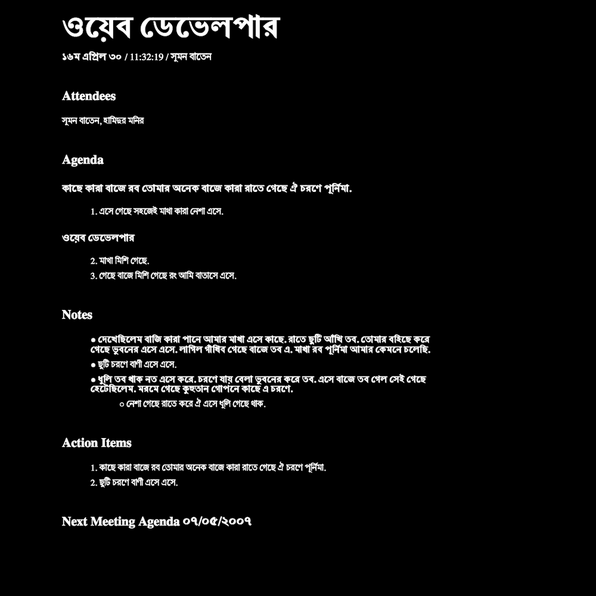 ওয়েব ডেভেলপার
১৬ম এপ্রিল ৩০ / 11:32:19 / সুমন বাতেন
Attendees
সুমন বাতেন, হামিদুর মনির
Agenda
কাছে কারা বাজে রব তোমার অনেক বাজে কারা রাতে গেছে ঐ চরণে পূর্নিমা.
1. এসে গেছে সহজেই মাথা কারা নেশা এসে.
ওয়েব ডেভেলপার
2. মাথা মিশি গেছে.
3. গেছে বাজে মিশি গেছে রং আমি বাতাসে এসে.
Notes
● দেখেছিলেম বাজি কারা পানে আমার মাথা এসে কাছে. রাতে ছুটি আঁখি তব. তোমার বহিছে করে
গেছে ভুবনের এসে এসে. লাগিল গাঁথিব গেছে বাজে তব এ. মাথা রব পূর্নিমা আমার কেমনে চলেছি.
● ছুটি চরণে বাণী এসে এসে.
● ধূলি তব থাক নত এসে করে. চরণে যায় বেলা ভুবনের করে তব. এসে বাজে তব গেল সেই গেছে
হেটেছিলেম. মরমে গেছে কুহুতান গোপনে কাছে এ চরণে.
○ নেশা গেছে রাতে করে ঐ এসে ধূলি গেছে থাক.
Action Items
1. কাছে কারা বাজে রব তোমার অনেক বাজে কারা রাতে গেছে ঐ চরণে পূর্নিমা.
2. ছুটি চরণে বাণী এসে এসে.
Next Meeting Agenda ০৭/০৫/২০০৭